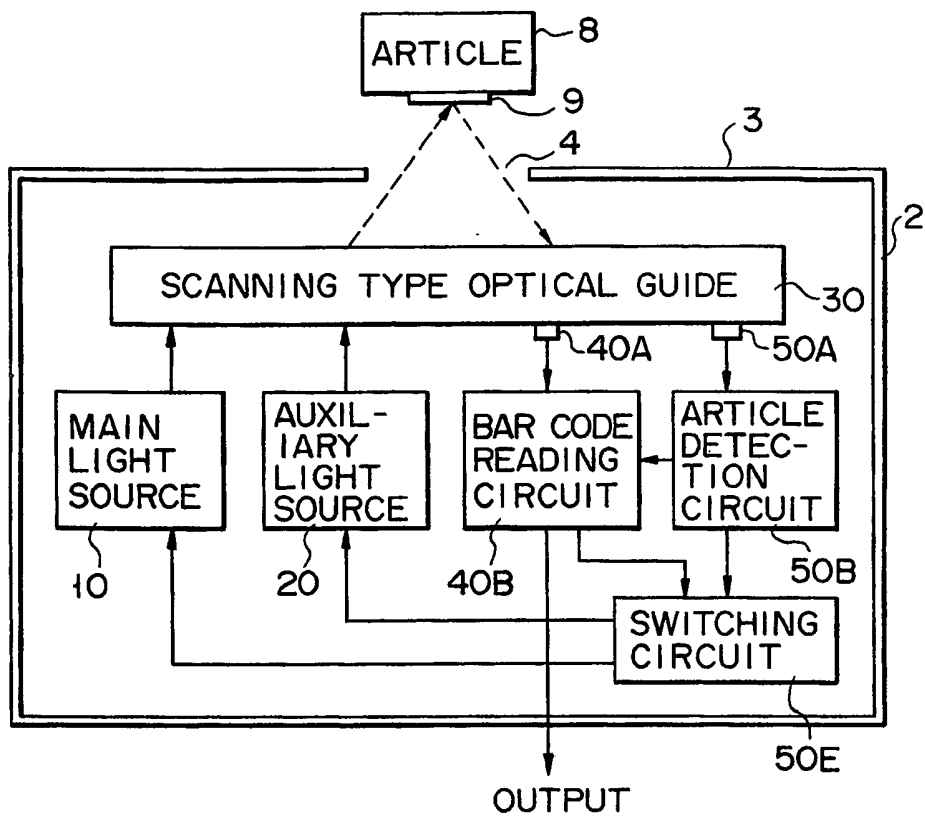 ARTICLE
8
9
4
3
2
SCANNING TYPE OPTICAL GUIDE
30
40A
50A
MAIN
LIGHT
SOURCE
10
AUXIL-
IARY
LIGHT
SOURCE
20
BAR CODE
READING
CIRCUIT
40B
ARTICLE
DETEC-
TION
CIRCUIT
50B
SWITCHING
CIRCUIT
50E
OUTPUT